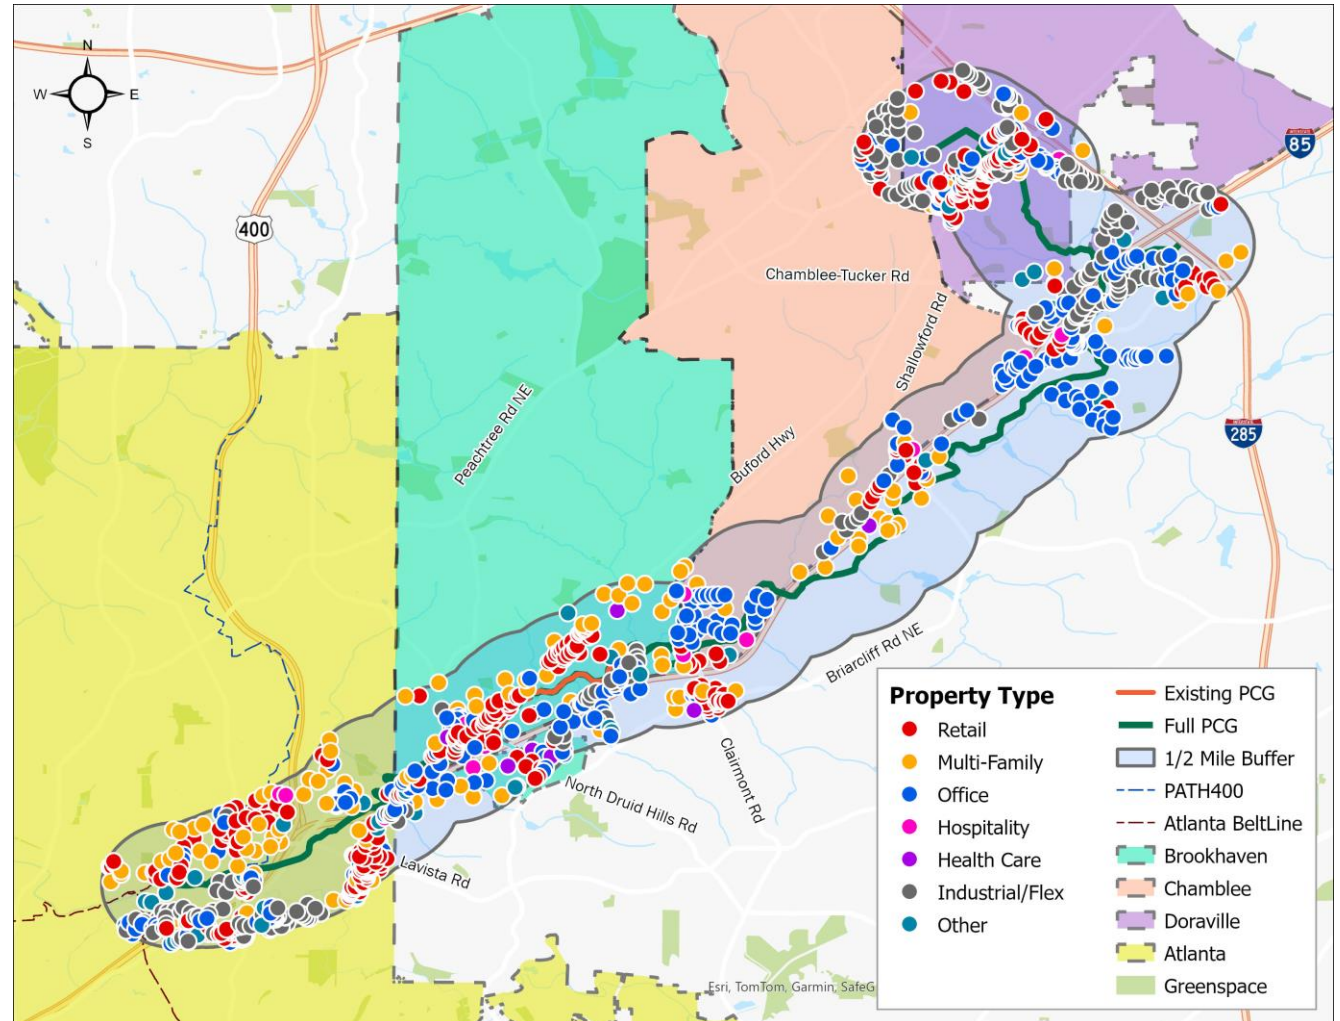 N
W
E
S
INTERSTATE
85
400
Chamblee-Tucker Rd
Shallowford Rd
Peachtree Rd NE
Buford Hwy
INTERSTATE
285
Briarcliff Rd NE
Clairmont Rd
North Druid Hills Rd
Lavista Rd
Property Type
Retail
Multi-Family
Office
Hospitality
Health Care
Industrial/Flex
Other
Existing PCG
Full PCG
1/2 Mile Buffer
PATH400
Atlanta BeltLine
Brookhaven
Chamblee
Doraville
Atlanta
Greenspace
Esri, TomTom, Garmin, SafeG